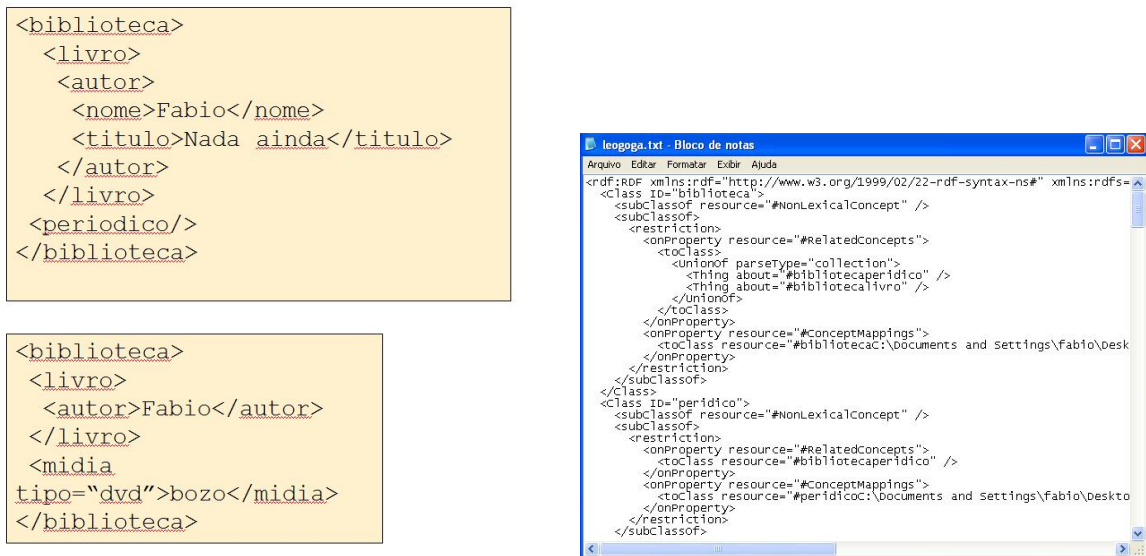 <biblioteca>
<livro>
<autor>
<nome>Fabio</nome>
<titulo>Nada ainda</titulo>
</autor>
</livro>
<periodico/>
</biblioteca>
<biblioteca>
<livro>
<autor>Fabio</autor>
</livro>
<midia
tipo=“dvd”>bozo</midia>
</biblioteca>
leogoga.txt - Bloco de notas
Arquivo Editar Formatar Exibir Ajuda
<rdf:RDF xmlns:rdf="http://www.w3.org/1999/02/22-rdf-syntax-ns#" xmlns:rdfs=
<Class ID="biblioteca">
<subClassOf resource="#NonLexicalConcept" />
<subClassOf>
<restriction>
<onProperty resource="#RelatedConcepts">
<toClass>
<UnionOf parseType="collection">
<Thing about="#bibliotecaperidico" />
<Thing about="#bibliotecalivro" />
</UnionOf>
</toClass>
</onProperty>
<onProperty resource="#ConceptMappings">
<toClass resource="#bibliotecaC:\Documents and Settings\fabio\Desk
</onProperty>
</restriction>
</subClassOf>
</Class>
<Class ID="peridico">
<subClassOf resource="#NonLexicalConcept" />
<subClassOf>
<restriction>
<onProperty resource="#RelatedConcepts">
<toClass resource="#bibliotecaperidico" />
</onProperty>
<onProperty resource="#ConceptMappings">
<toClass resource="#peridicoC:\Documents and Settings\fabio\Deskto
</onProperty>
</restriction>
</subClassOf>